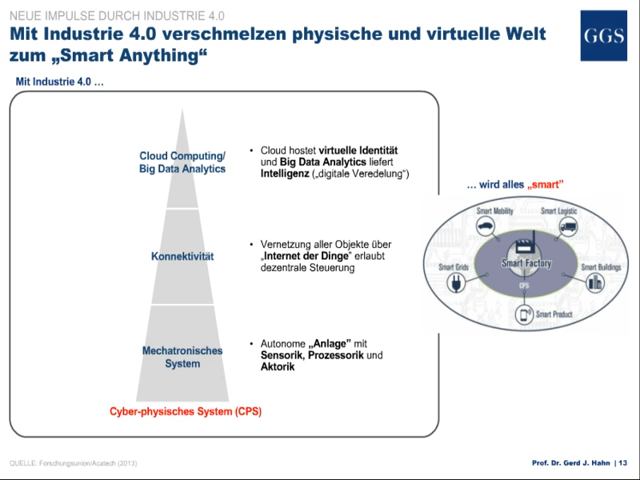 NEUE IMPULSE DURCH INDUSTRIE 4.0
Mit Industrie 4.0 verschmelzen physische und virtuelle Welt
zum „Smart Anything“
GGS
Mit Industrie 4.0 …
Cloud Computing/
Big Data Analytics
• Cloud hostet virtuelle Identität
und Big Data Analytics liefert
Intelligenz („digitale Veredelung“)
Konnektivität
• Vernetzung aller Objekte über
„Internet der Dinge“ erlaubt
dezentrale Steuerung
Mechatronisches
System
• Autonome „Anlage” mit
Sensorik, Prozessorik und
Aktorik
Cyber-physisches System (CPS)
… wird alles „smart”
Smart Mobility
Smart Logistic
Smart Factory
Smart Grids
Smart Buildings
CPS
Smart Product
QUELLE: Forschungsunion/Acatech (2013)
Prof. Dr. Gerd J. Hahn | 13